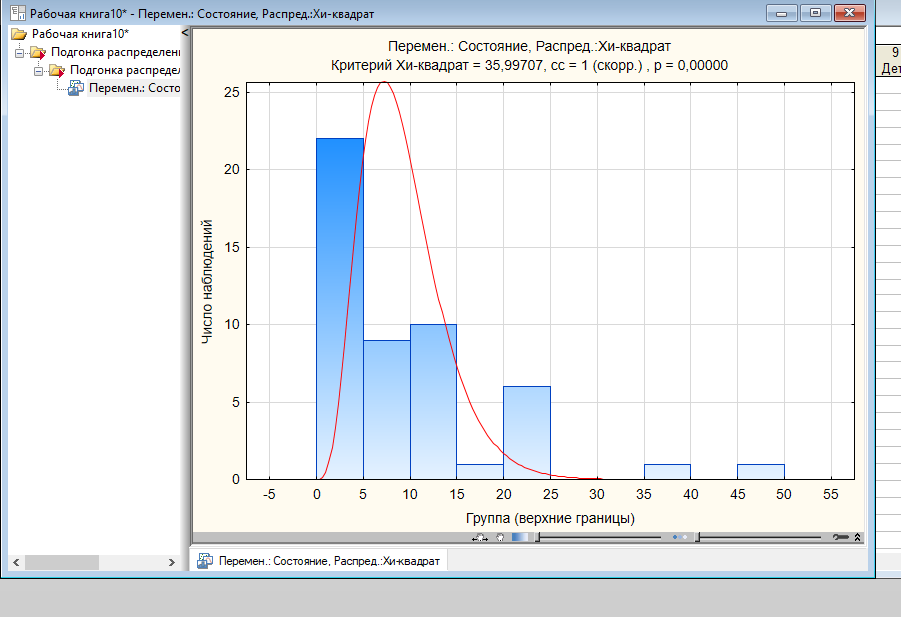 Рабочая книга10* - Перемен.: Состояние, Распред.:Хи-квадрат
Рабочая книга10*
Подгонка распределен
Подгонка распредел
Перемен.: Состо
<
Перемен.: Состояние, Распред.:Хи-квадрат
Критерий Хи-квадрат = 35,99707, сс = 1 (скорр.) , p = 0,00000
25
20
15
10
5
0
Число наблюдений
-5 0 5 10 15 20 25 30 35 40 45 50 55
Группа (верхние границы)
Перемен.: Состояние, Распред.:Хи-квадрат
9
Дет